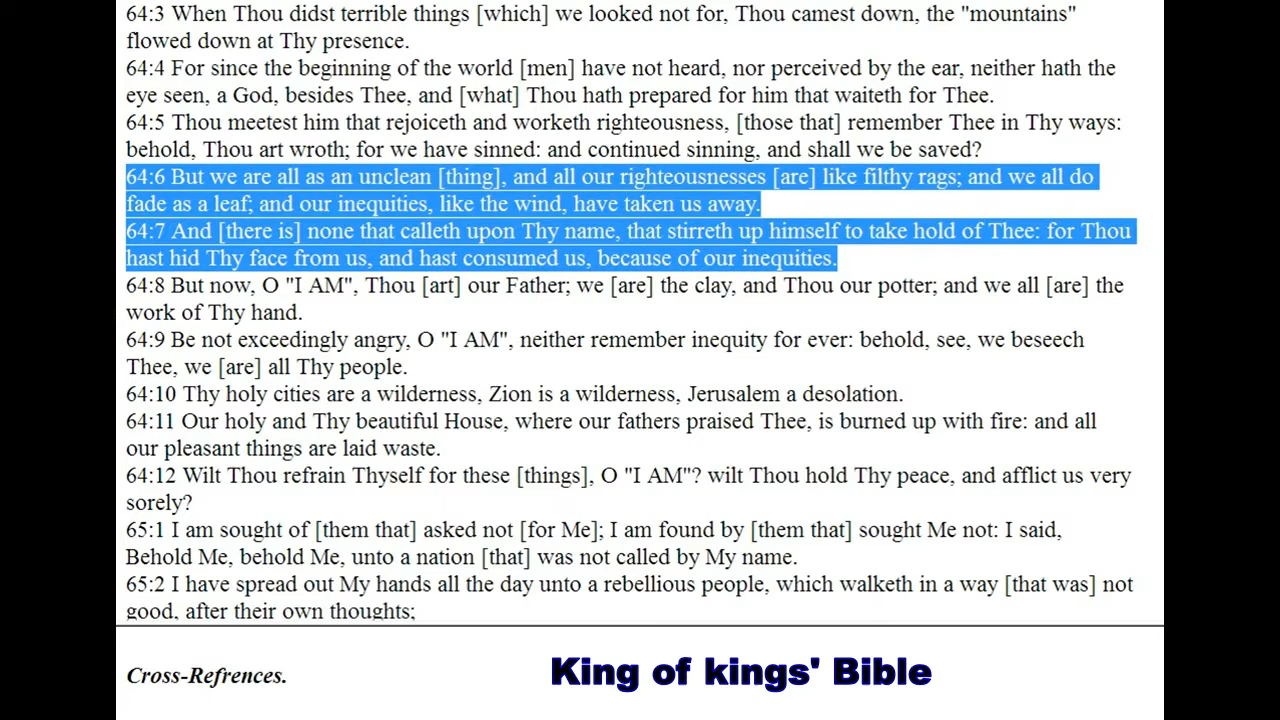 64:3 When Thou didst terrible things [which] we looked not for, Thou camest down, the "mountains"
flowed down at Thy presence.
64:4 For since the beginning of the world [men] have not heard, nor perceived by the ear, neither hath the
eye seen, a God, besides Thee, and [what] Thou hath prepared for him that waiteth for Thee.
64:5 Thou meetest him that rejoiceth and worketh righteousness, [those that] remember Thee in Thy ways:
behold, Thou art wroth; for we have sinned: and continued sinning, and shall we be saved?
64:6 But we are all as an unclean [thing], and all our righteousnesses [are] like filthy rags; and we all do
fade as a leaf; and our inequities, like the wind, have taken us away.
64:7 And [there is] none that calleth upon Thy name, that stirreth up himself to take hold of Thee: for Thou
hast hid Thy face from us, and hast consumed us, because of our inequities.
64:8 But now, O "I AM", Thou [art] our Father; we [are] the clay, and Thou our potter; and we all [are] the
work of Thy hand.
64:9 Be not exceedingly angry, O "I AM", neither remember inequity for ever: behold, see, we beseech
Thee, we [are] all Thy people.
64:10 Thy holy cities are a wilderness, Zion is a wilderness, Jerusalem a desolation.
64:11 Our holy and Thy beautiful House, where our fathers praised Thee, is burned up with fire: and all
our pleasant things are laid waste.
64:12 Wilt Thou refrain Thyself for these [things], O "I AM"? wilt Thou hold Thy peace, and afflict us very
sorely?
65:1 I am sought of [them that] asked not [for Me]; I am found by [them that] sought Me not: I said,
Behold Me, behold Me, unto a nation [that] was not called by My name.
65:2 I have spread out My hands all the day unto a rebellious people, which walketh in a way [that was] not
good, after their own thoughts;
Cross-Refrences.
King of kings' Bible